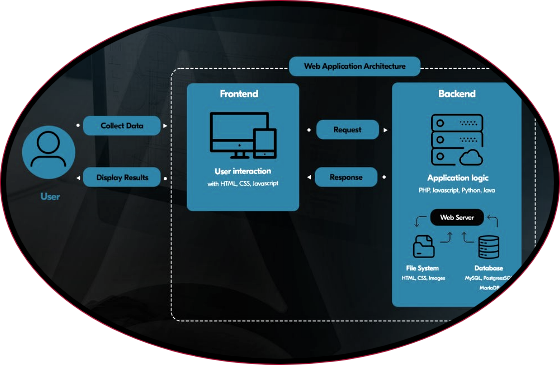 Web Application Architecture
Frontend
Backend
Collect Data
Request
User interaction
with HTML, CSS, Javascript
Display Results
Response
Application logic
PHP, Javascript, Python, Java
User
Web Server
File System
HTML, CSS, Images
Database
MySQL,
MariaDB